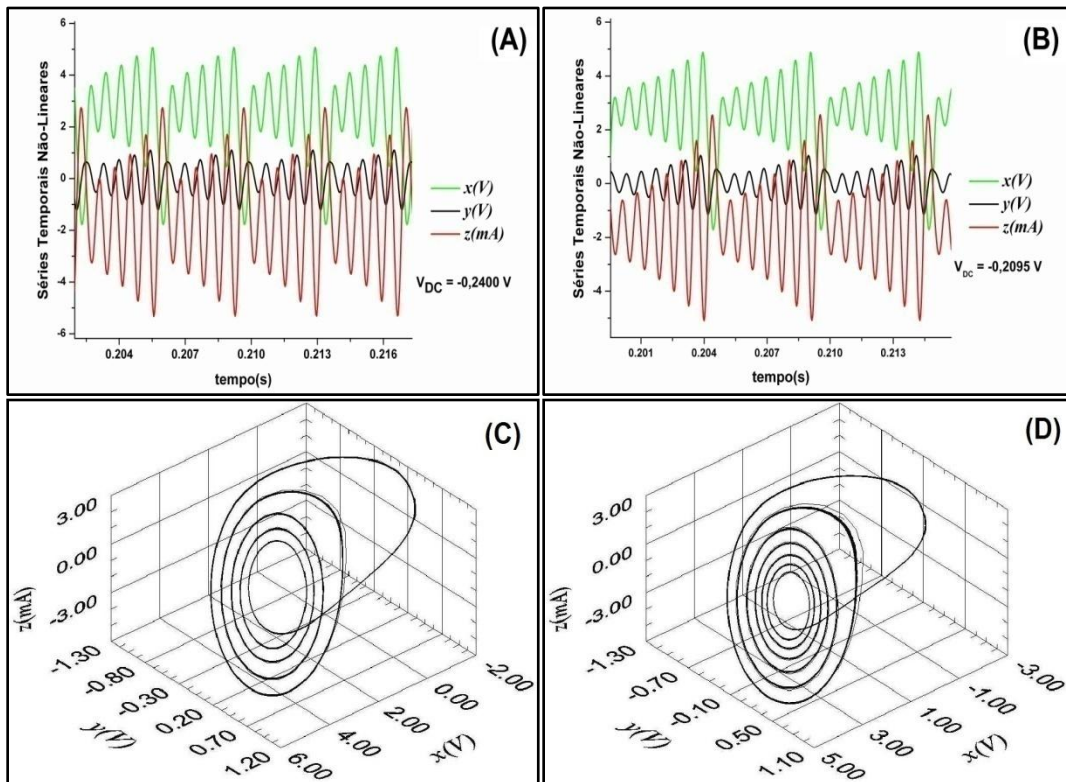 (A)
Séries Temporais Não-Lineares
6
4
2
0
-2
-4
-6
x(V)
y(V)
z(mA)
V_DC = -0,2400 V
0.204 0.207 0.210 0.213 0.216
tempo(s)
(B)
Séries Temporais Não-Lineares
6
4
2
0
-2
4
x(V)
y(V)
z(mA)
V_DC = -0,2095 V
0.201 0.204 0.207 0.210 0.213
tempo(s)
(C)
z(mA)
3.00
0.00
-3.00
-1.30
-0.80
-0.30
0.20
0.70
1.20
y(V)
6.00
4.00
2.00
0.00
-2.00
x(V)
(D)
z(mA)
3.00
0.00
-3.00
-1.30
-0.70
-0.10
0.50
1.10
y(V)
5.00
3.00
1.00
-1.00
-3.00
x(V)